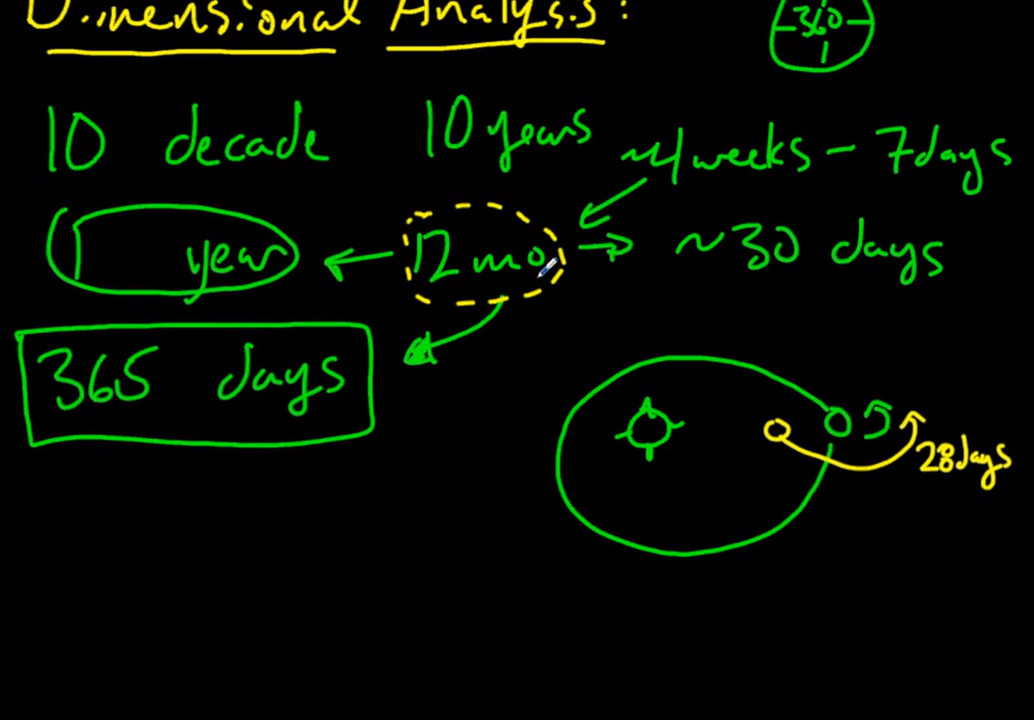 Dimensional Analysis:
360
10 decade 10 years
~4 weeks - 7 days
1 year 12 mo ~30 days
365 days
28 days